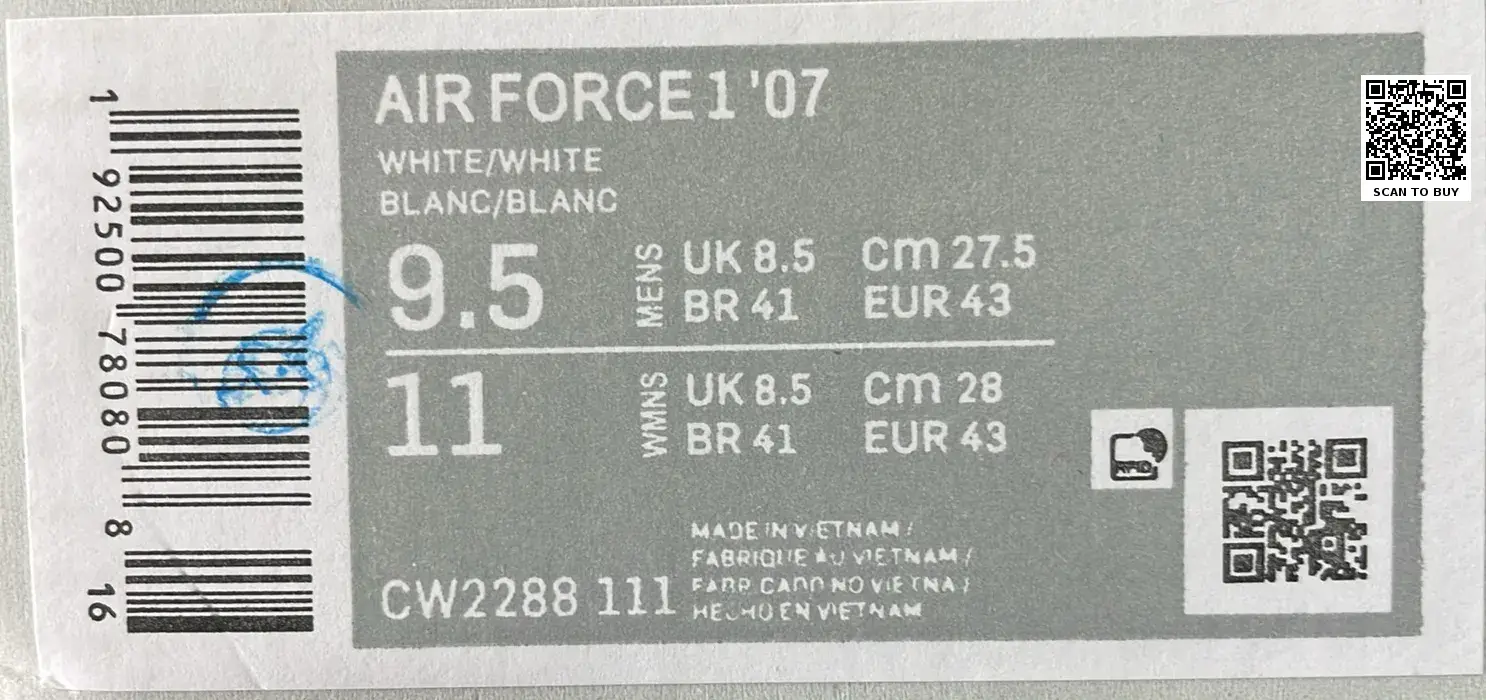 AIR FORCE 1 '07
WHITE/WHITE
BLANC/BLANC
9.5 MENS UK 8.5 Cm 27.5
BR 41 EUR 43
11 WMNS UK 8.5 Cm 28
BR 41 EUR 43
MADE IN VIETNAM /
FABRIQUE AU VIETNAM /
NO
HECHO EN VIETNAM
CW2288 111
1 92500 78080 8 16
SCAN TO BUY